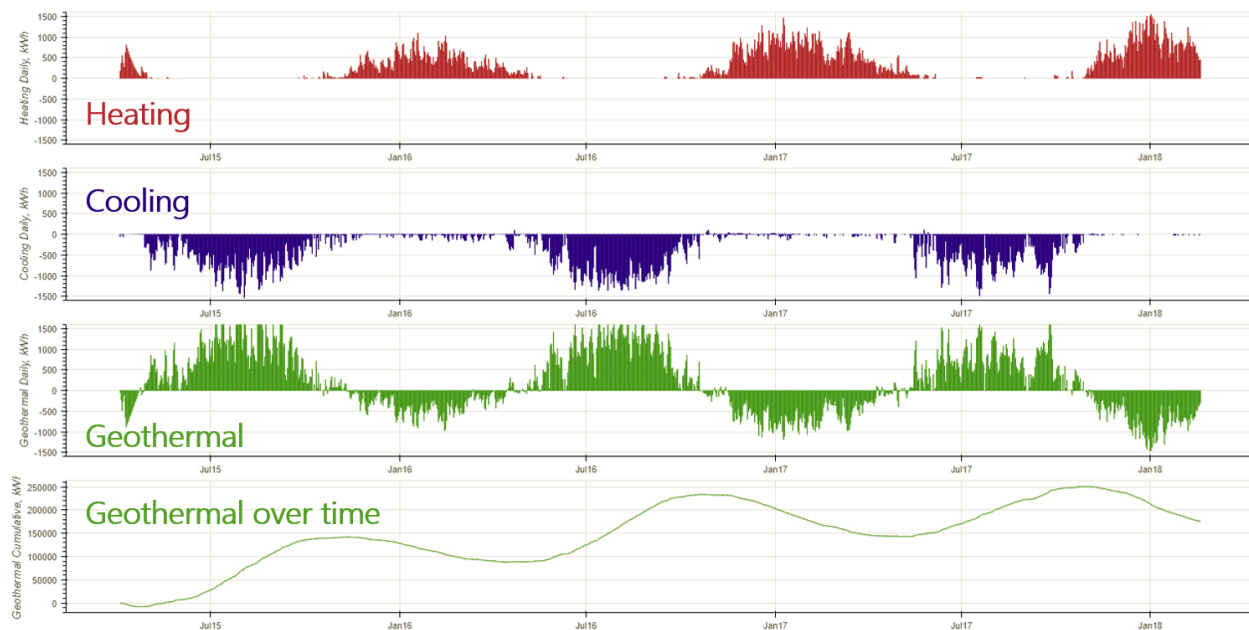 Heating Daily, kWh
1500
1000
500
0
-500
-1000
-1500
Heating
Jul15 Jan16 Jul16 Jan17 Jul17 Jan18
Cooling Daily, kWh
1500
1000
500
0
-500
-1000
-1500
Cooling
Jul15 Jan16 Jul16 Jan17 Jul17 Jan18
Geothermal Daily, kWh
1500
1000
500
0
-500
-1000
-1500
Geothermal
Jul15 Jan16 Jul16 Jan17 Jul17 Jan18
Geothermal Cumulative, kWl
250000
200000
150000
100000
50000
0
Geothermal over time
Jul15 Jan16 Jul16 Jan17 Jul17 Jan18